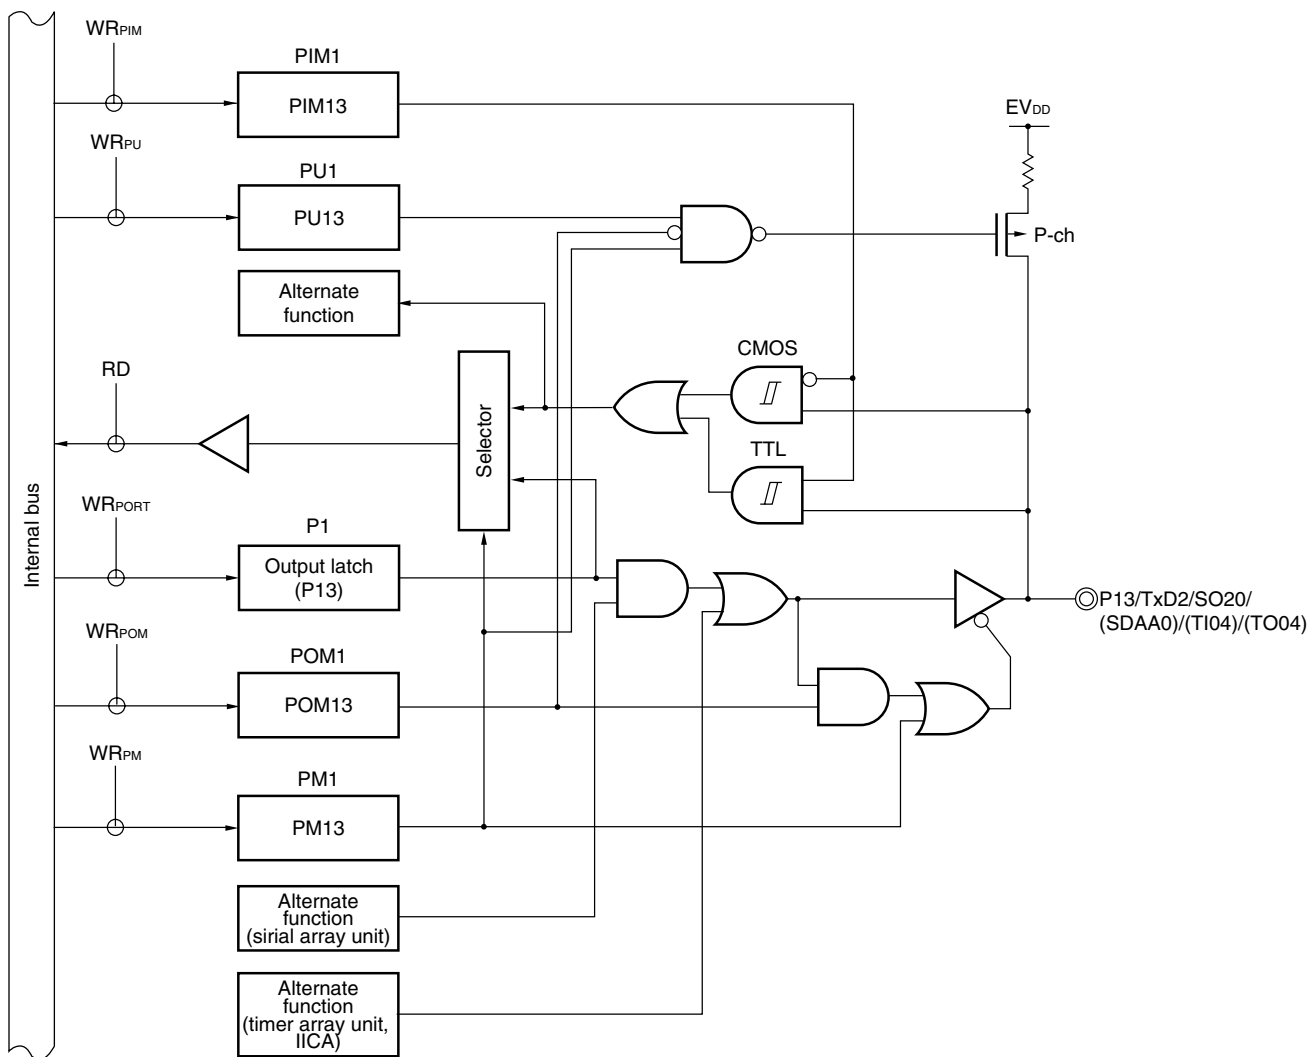 WRPIM
PIM1
PIM13
EVDD
WRPU
PU1
PU13
P-ch
Alternate
function
CMOS
RD
Selector
TTL
Internal bus
WRPORT
P1
Output latch
(P13)
P13/TxD2/SO20/
(SDAA0)/(TI04)/(TO04)
WRPOM
POM1
POM13
WRPM
PM1
PM13
Alternate
function
(sirial array unit)
Alternate
function
(timer array unit,
IICA)